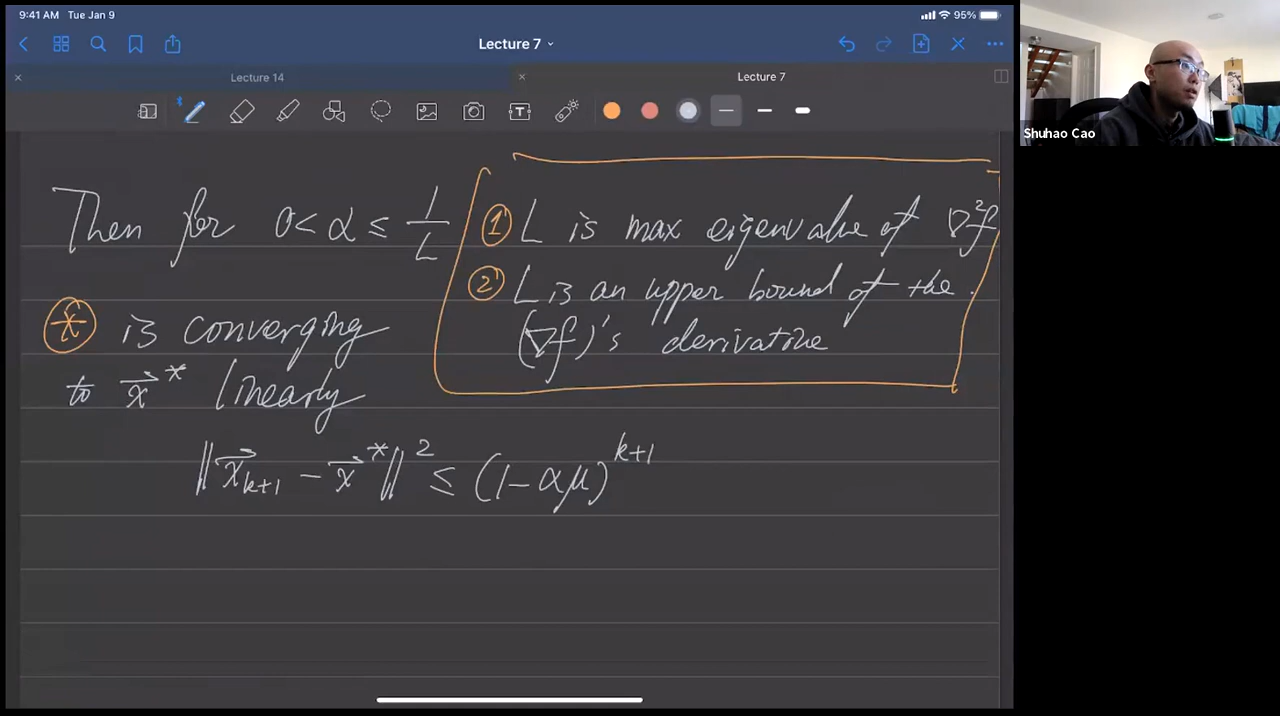 9:41 AM Tue Jan 9
95%
Lecture 7
Lecture 14
Lecture 7
Shuhao Cao
Then for 0 < α ≤ 1/L
① L is max eigenvalue of ∇²f
② L is an upper bound of the
(∇f)'s derivative
(*) is converging
to x⃗* linearly
‖x⃗ₖ₊₁ − x⃗*‖² ≤ (1 − αμ)ᵏ⁺¹